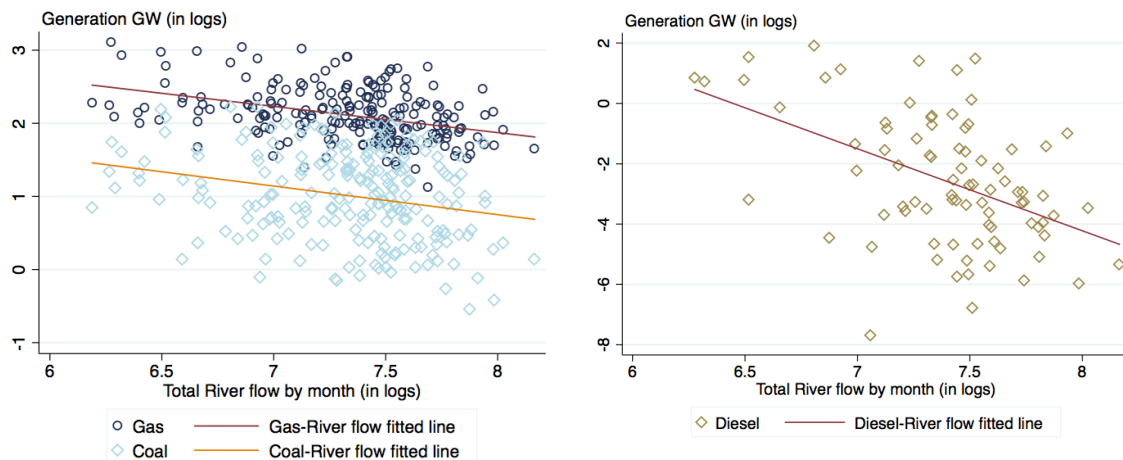 Generation GW (in logs)
3
2
1
0
-1
6
6.5
7
7.5
8
Total River flow by month (in logs)
Gas
Gas-River flow fitted line
Coal
Coal-River flow fitted line
Generation GW (in logs)
2
0
-2
-4
-6
-8
6
6.5
7
7.5
8
Total River flow by month (in logs)
Diesel
Diesel-River flow fitted line